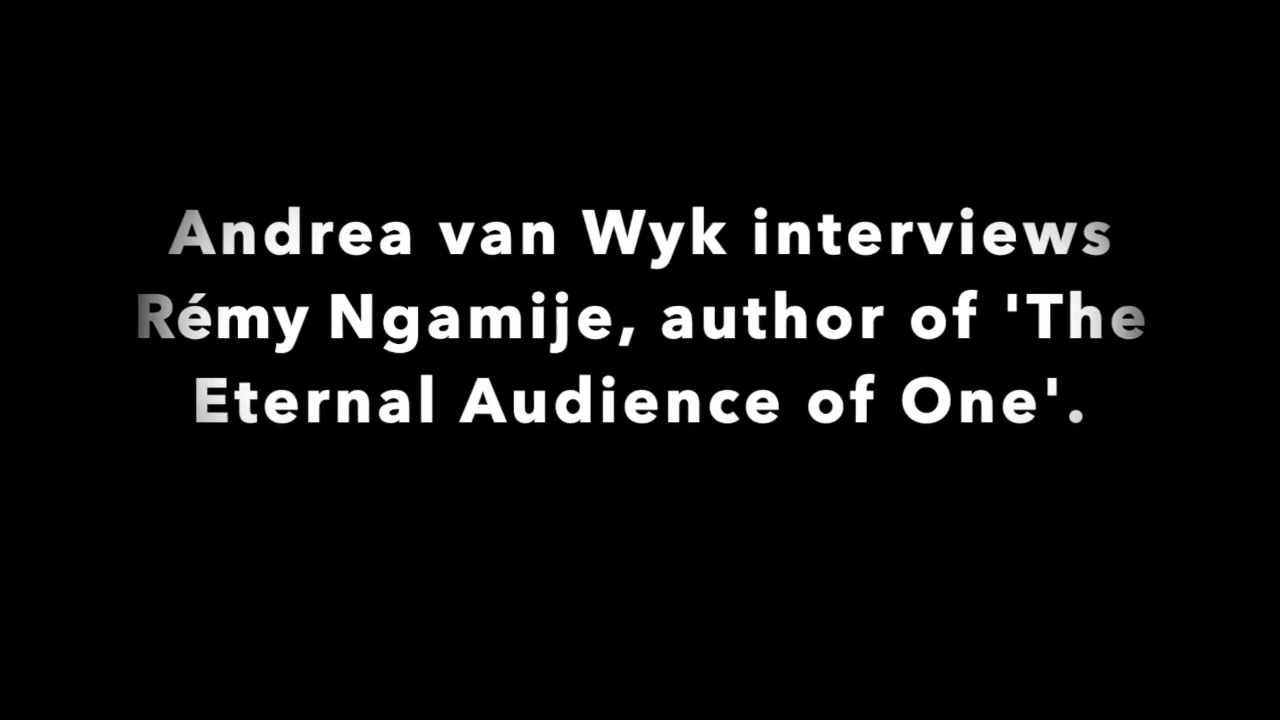 Andrea van Wyk interviews
Rémy Ngamije, author of 'The
Eternal Audience of One'.